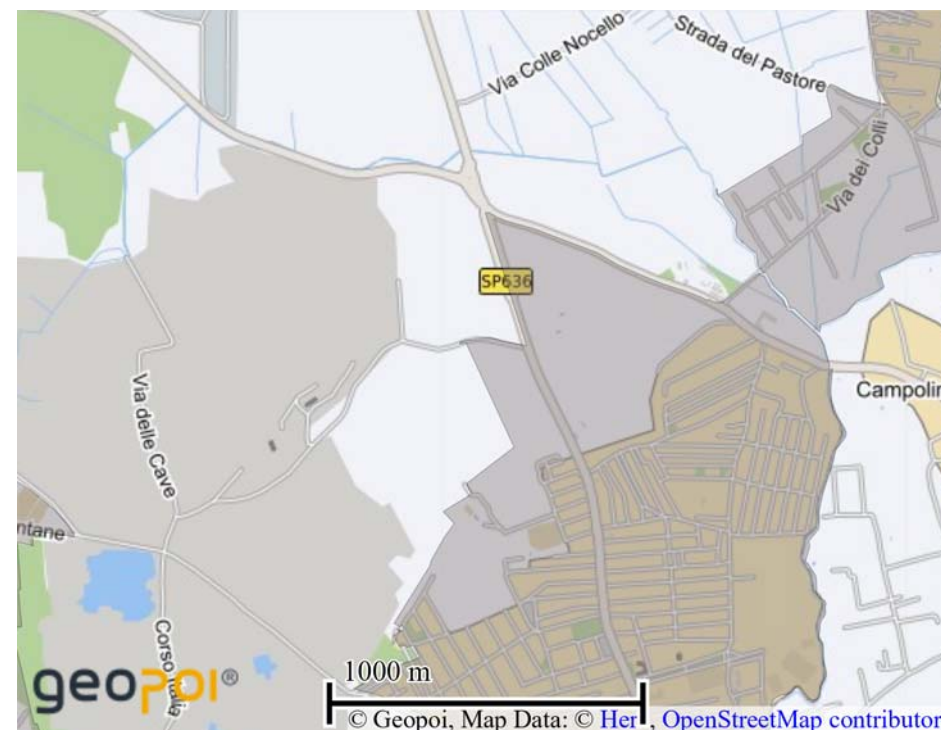 Via Colle Nocello
Strada del Pastore
Via dei Colli
SP636
Campolin
Via delle Cave
ntane
Corso Italia
geopoi®
1000 m
© Geopoi, Map Data: © Her , OpenStreetMap contributor